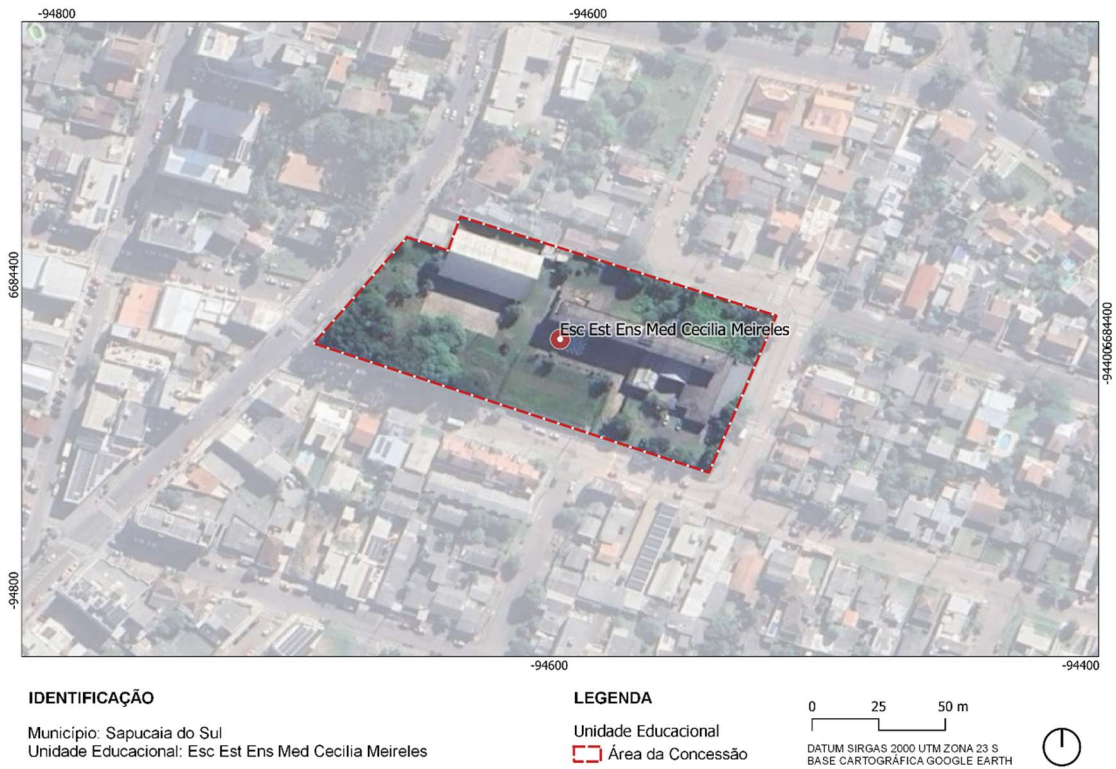 -94800
-94600
6684400
-944006684400
Esc Est Ens Med Cecilia Meireles
-94800
-94600
-94400
IDENTIFICAÇÃO
Município: Sapucaia do Sul
Unidade Educacional: Esc Est Ens Med Cecilia Meireles
LEGENDA
Unidade Educacional
Área da Concessão
0 25 50 m
DATUM SIRGAS 2000 UTM ZONA 23 S
BASE CARTOGRÁFICA GOOGLE EARTH